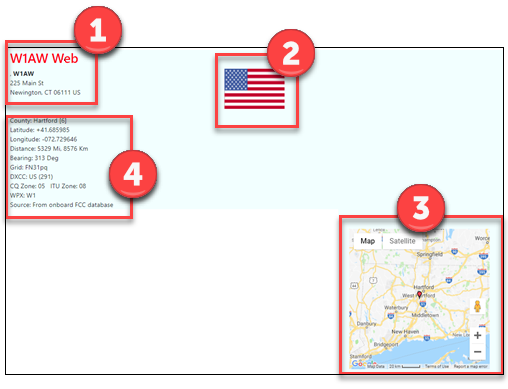 1
2
W1AW Web
. W1AW
225 Main St
Newington, CT 06111 US
County: Hartford [6]
Latitude: +41.685985
Longitude: -072.729646
Distance: 5329 Mi, 8576 Km
Bearing: 313 Deg
Grid: FN31pq
DXCC: US (291)
CQ Zone: 05 ITU Zone: 08
WPX: W1
Source: From onboard FCC database
4
3
Map Satellite
Springfield
Hartford
West Hartford
Waterbury
Middletown
Danbury
New Haven
Bridgeport
Stamford
Google Map Data 20 km Terms of Use Report a map error
+
−